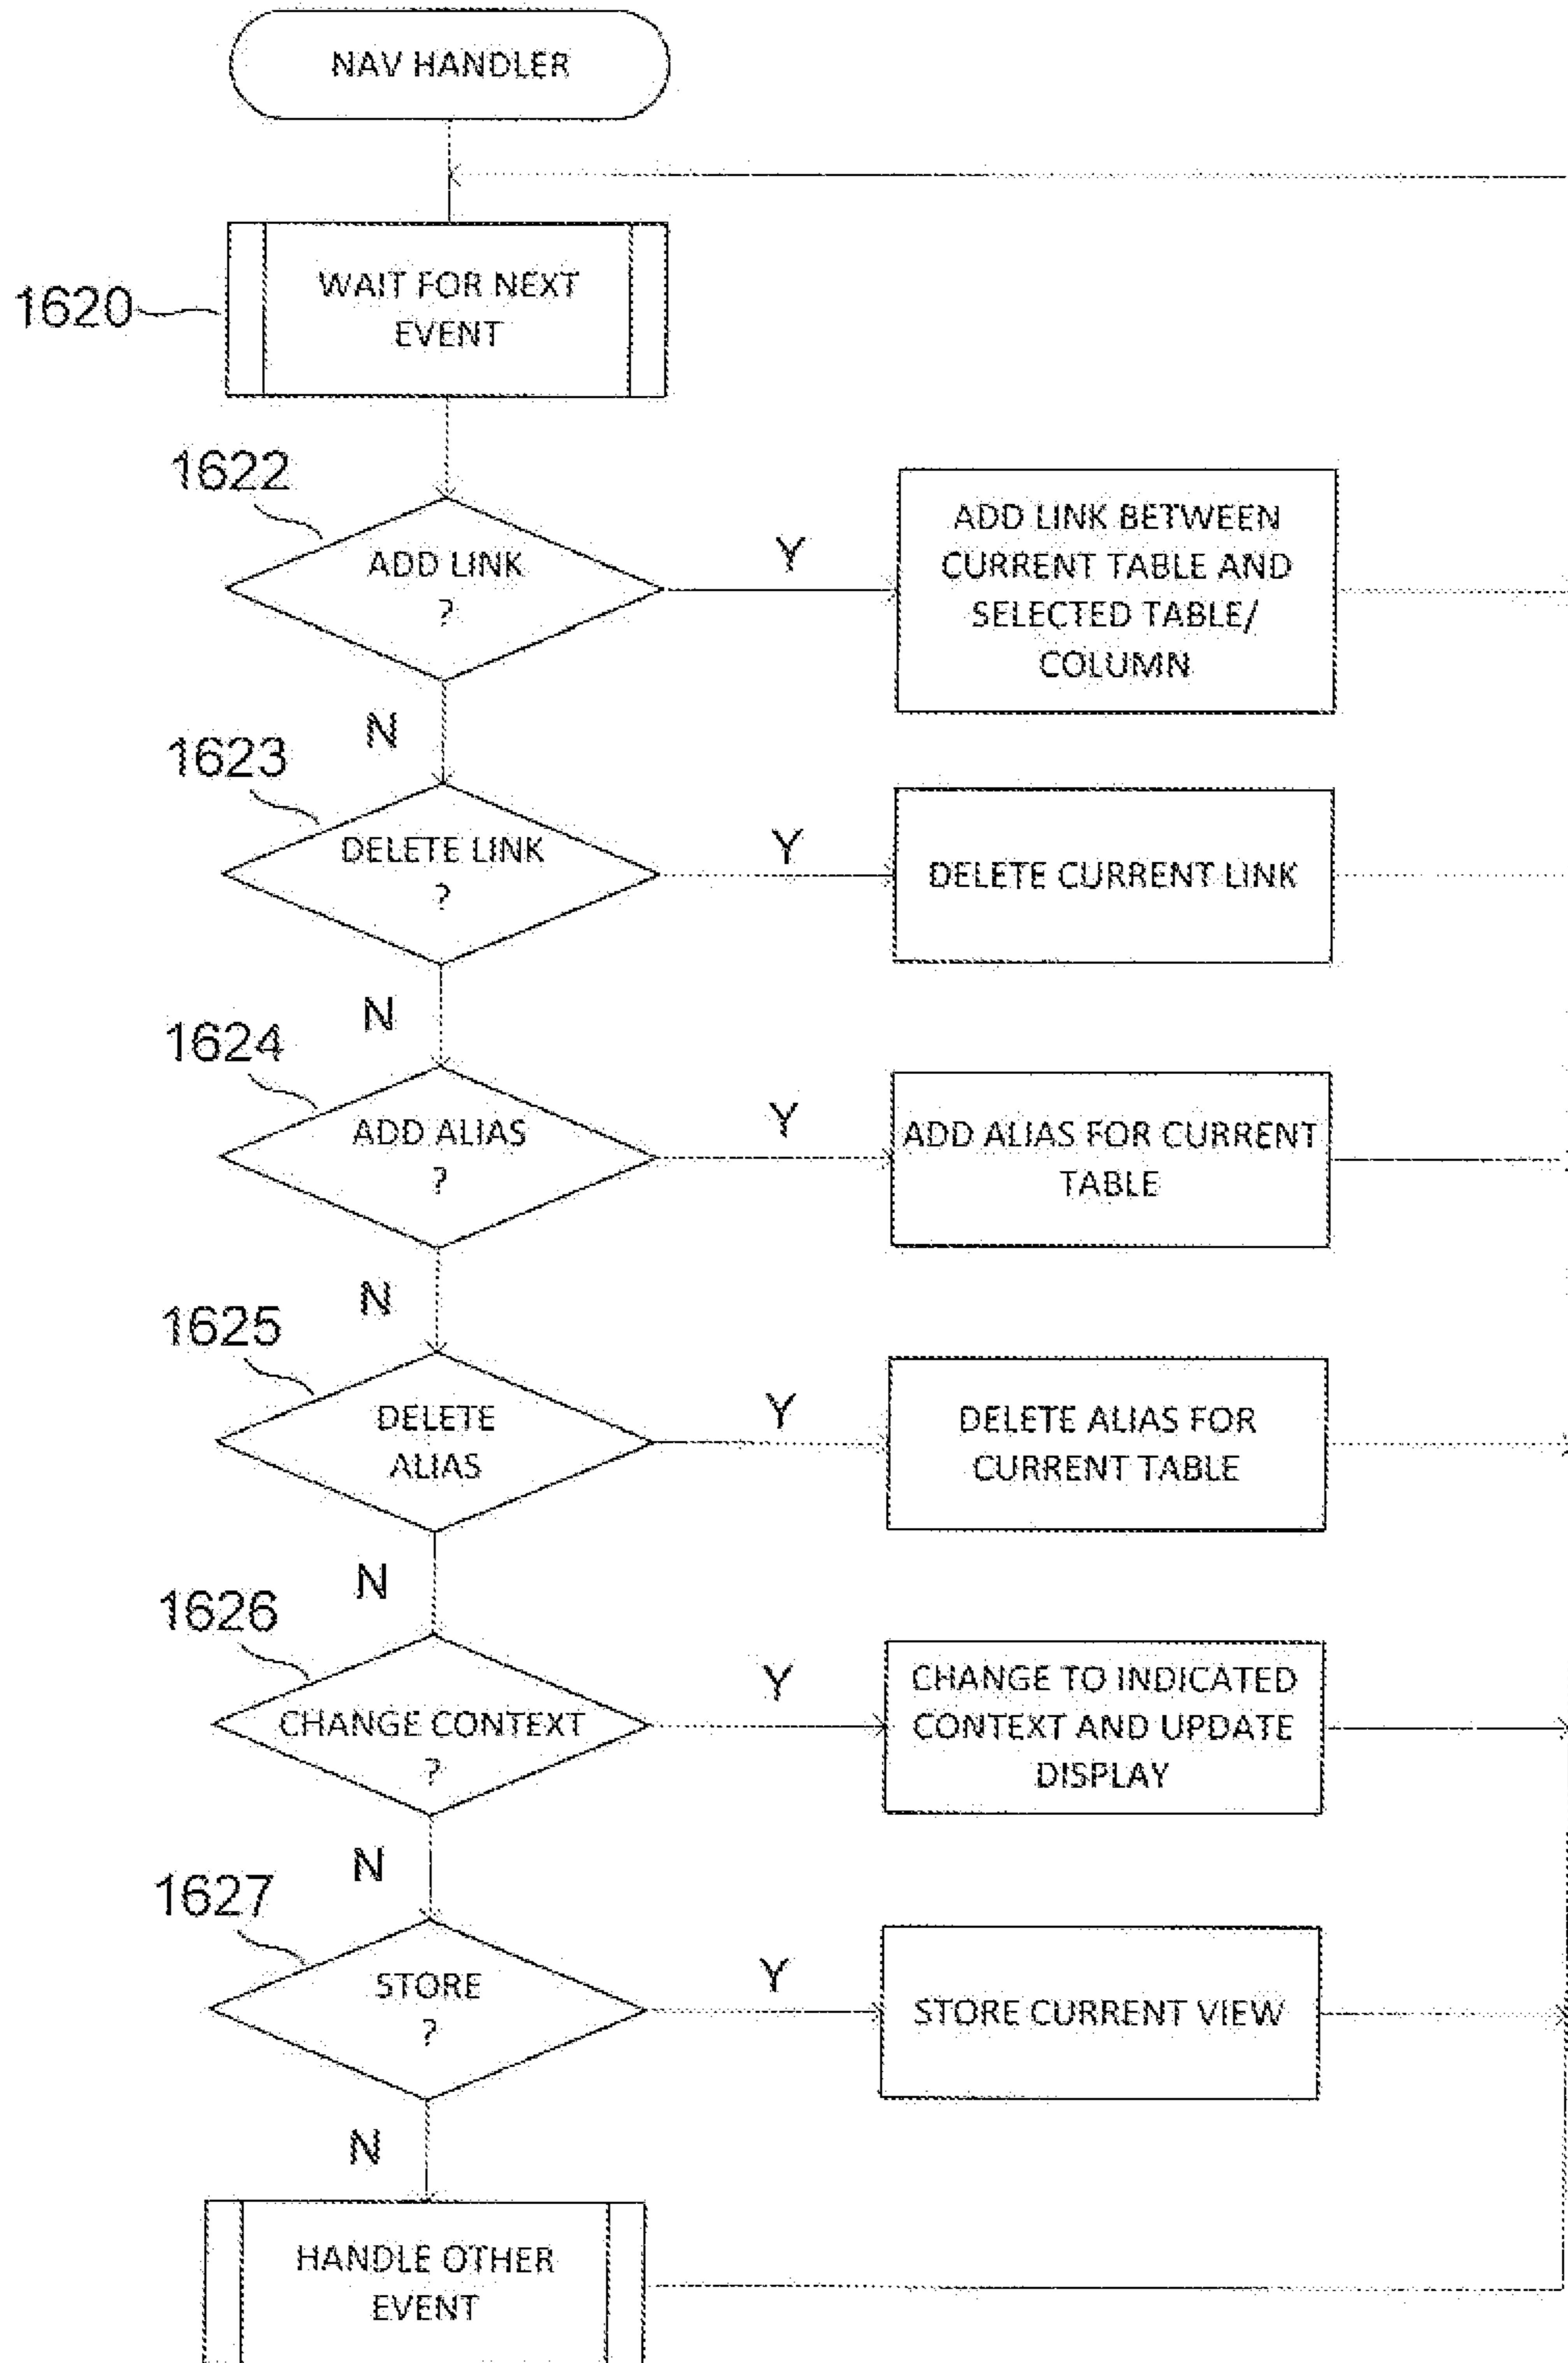 NAV HANDLER
1620
WAIT FOR NEXT
EVENT
1622
ADD LINK
?
Y
ADD LINK BETWEEN
CURRENT TABLE AND
SELECTED TABLE/
COLUMN
N
1623
DELETE LINK
?
Y
DELETE CURRENT LINK
N
1624
ADD ALIAS
?
Y
ADD ALIAS FOR CURRENT
TABLE
N
1625
DELETE
ALIAS
Y
DELETE ALIAS FOR
CURRENT TABLE
N
1626
CHANGE CONTEXT
?
Y
CHANGE TO INDICATED
CONTEXT AND UPDATE
DISPLAY
N
1627
STORE
?
Y
STORE CURRENT VIEW
N
HANDLE OTHER
EVENT